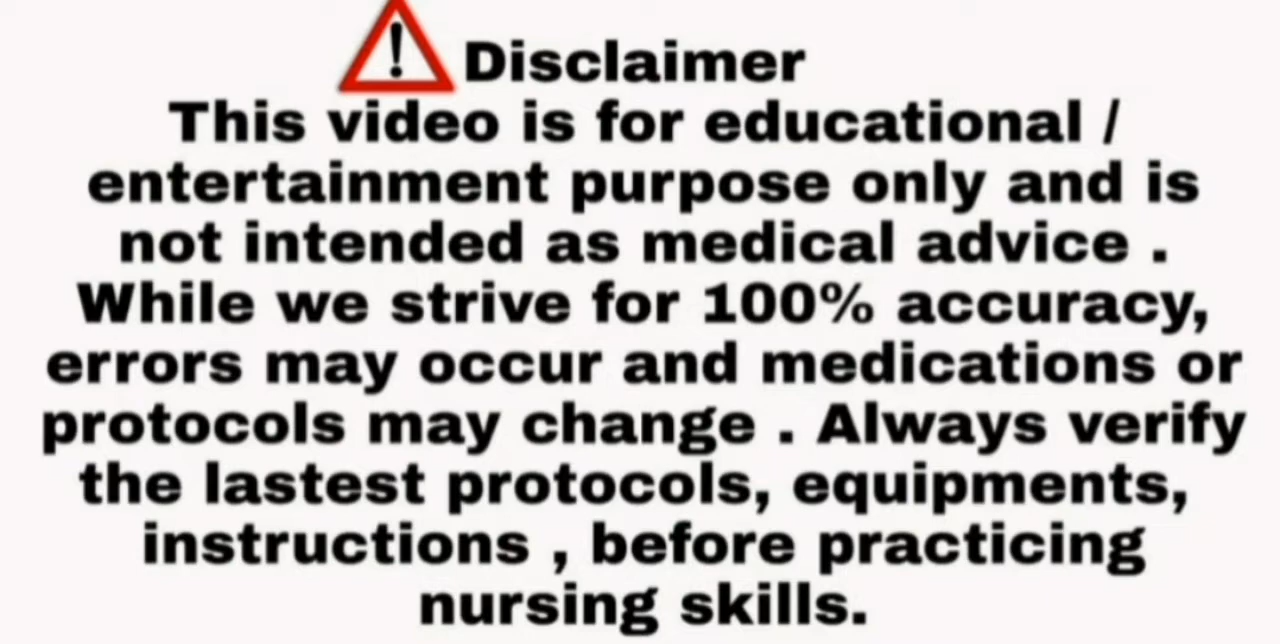 Disclaimer
This video is for educational /
entertainment purpose only and is
not intended as medical advice .
While we strive for 100% accuracy,
errors may occur and medications or
protocols may change . Always verify
the lastest protocols, equipments,
instructions , before practicing
nursing skills.